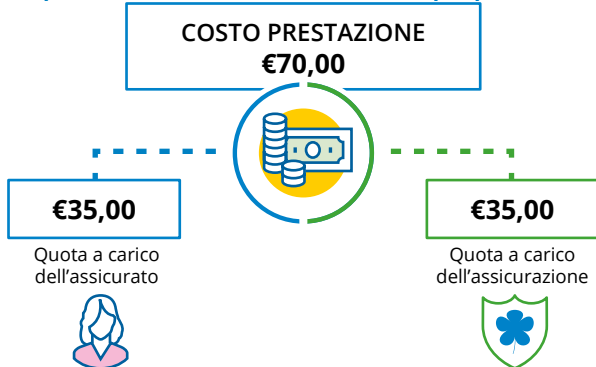 COSTO PRESTAZIONE
€70,00
€35,00
Quota a carico
dell'assicurato
€35,00
Quota a carico
dell'assicurazione